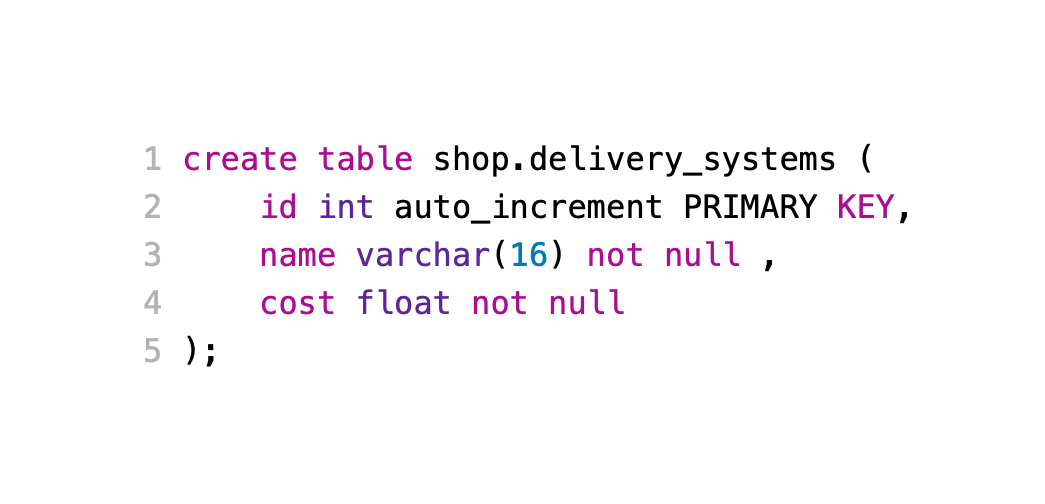 1 create table shop.delivery_systems (
2     id int auto_increment PRIMARY KEY,
3     name varchar(16) not null ,
4     cost float not null
5 );